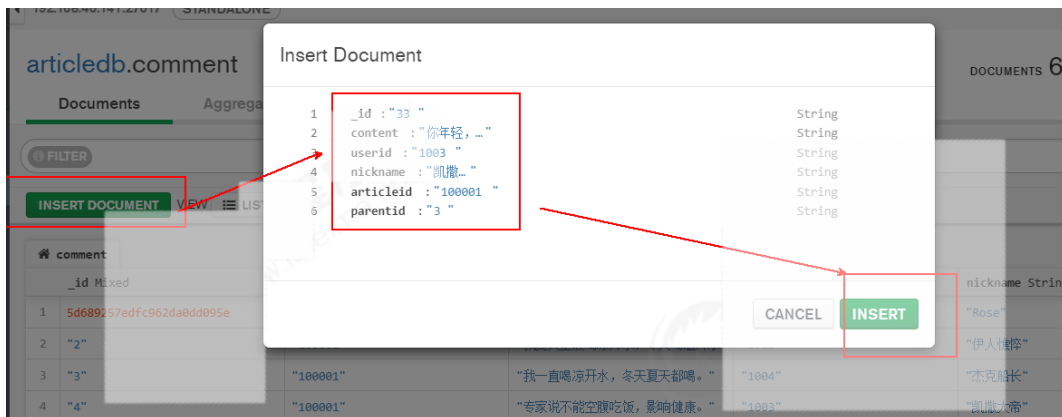 192.168.40.141:27017 STANDALONE
articledb.comment
DOCUMENTS 6
Documents Aggrega
FILTER
INSERT DOCUMENT VIEW LIS
comment
_id Mixed
nickname Strin
1 5d689257edfc962da0dd095e "Rose"
2 "2" "伊人憔悴"
3 "3" "100001" "我一直喝凉开水，冬天夏天都喝。" "1004" "杰克船长"
4 "4" "100001" "专家说不能空腹吃饭，影响健康。" "1003" "凯撒大帝"
Insert Document
1 _id :"33 " String
2 content :"你年轻，…" String
3 userid :"1003 " String
4 nickname :"凯撒… " String
5 articleid :"100001 " String
6 parentid :"3 " String
CANCEL INSERT